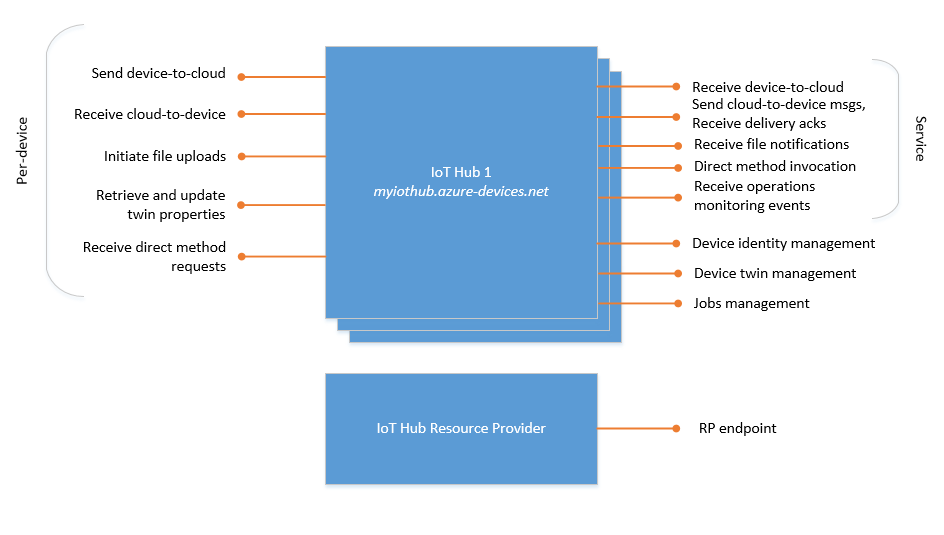 Per-device
Send device-to-cloud
Receive cloud-to-device
Initiate file uploads
Retrieve and update
twin properties
Receive direct method
requests
IoT Hub 1
myiothub.azure-devices.net
Receive device-to-cloud
Send cloud-to-device msgs,
Receive delivery acks
Receive file notifications
Direct method invocation
Receive operations
monitoring events
Service
Device identity management
Device twin management
Jobs management
IoT Hub Resource Provider
RP endpoint